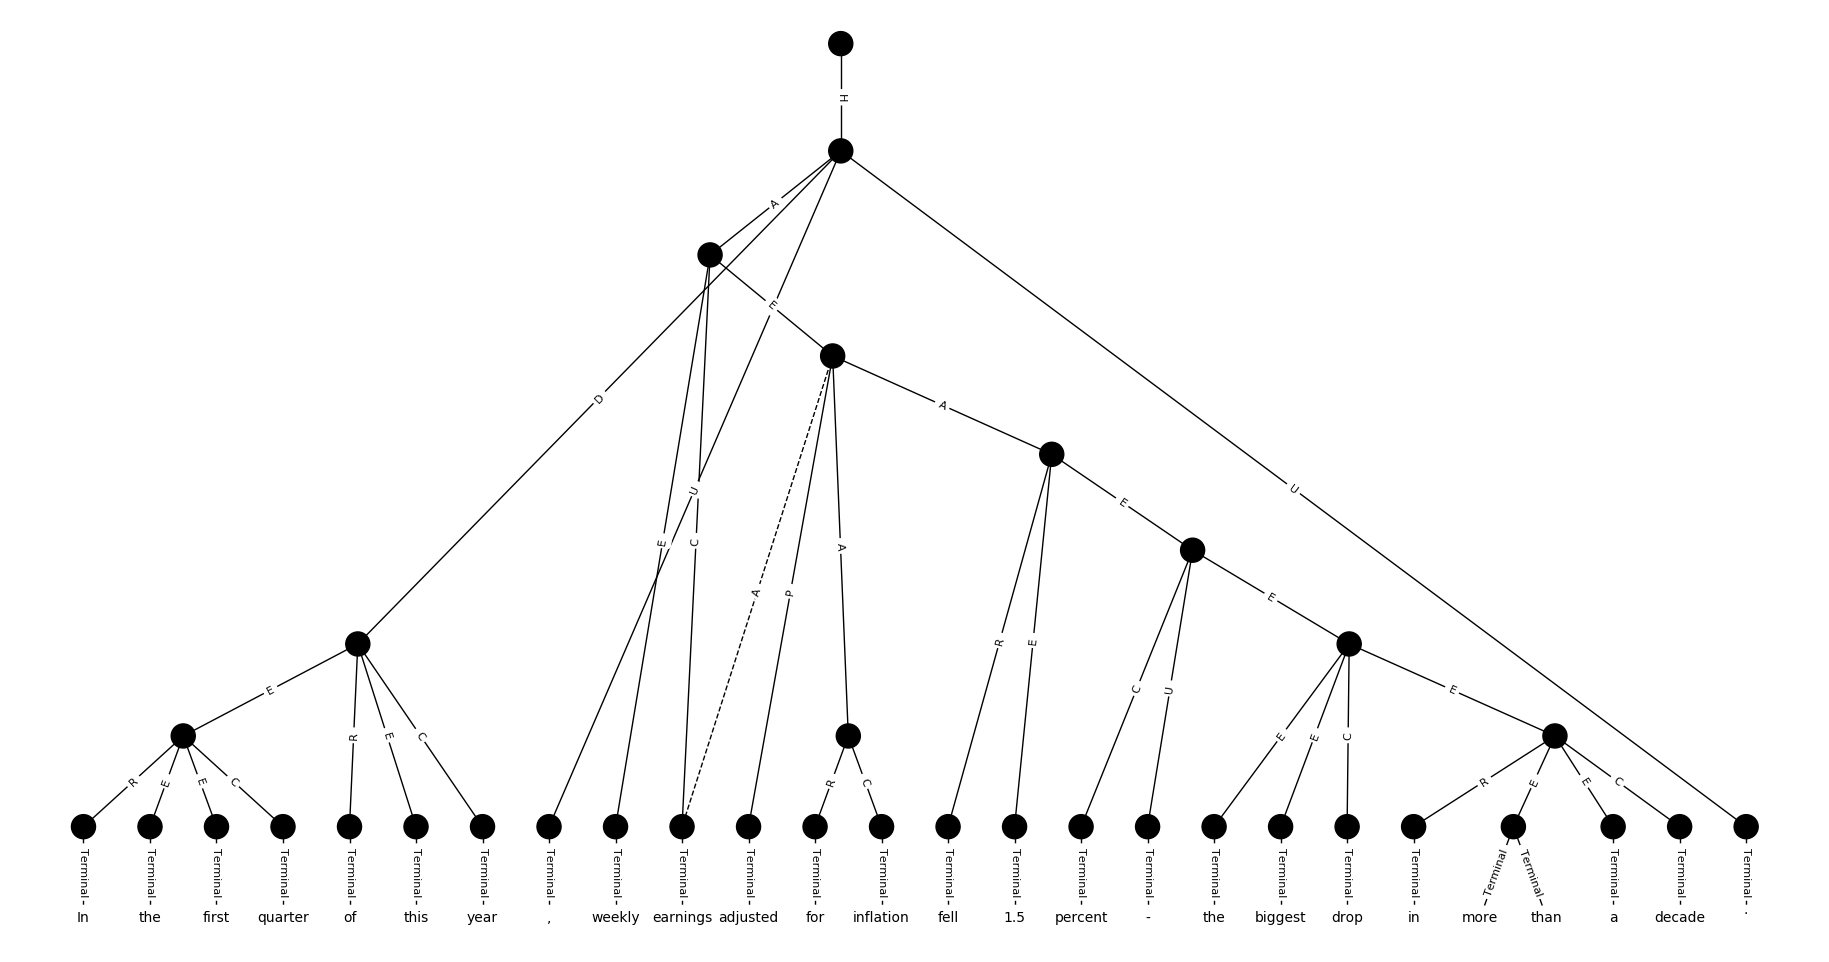 H
A
E
D
A
U
U
E
E
C
A
A
P
E
R
E
E
C
U
E
R
E
C
E
E
C
R
E
E
C
R
C
R
E
E
C
Terminal Terminal Terminal Terminal Terminal Terminal Terminal Terminal Terminal Terminal Terminal Terminal Terminal Terminal Terminal Terminal Terminal Terminal Terminal Terminal Terminal Terminal Terminal Terminal Terminal Terminal
In the first quarter of this year , weekly earnings adjusted for inflation fell 1.5 percent - the biggest drop in more than a decade .